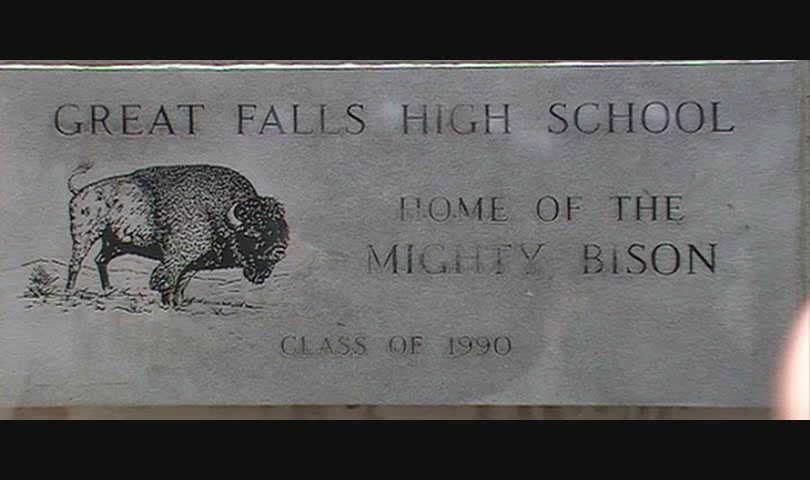 GREAT FALLS HIGH SCHOOL
HOME OF THE
MIGHTY BISON
CLASS OF 1990